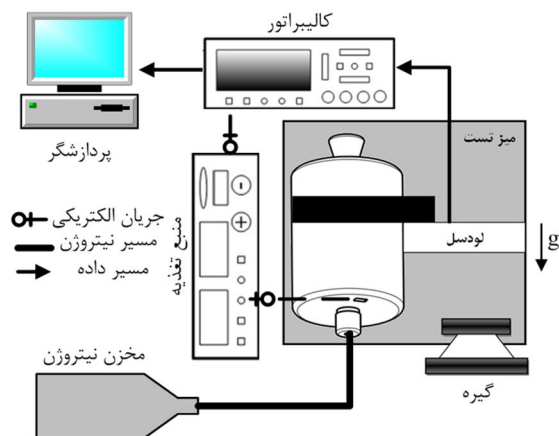 کالیبراتور
پردازشگر
میز تست
جریان الکتریکی
مسیر نیتروژن
مسیر داده
منبع تغذیه
لودسل
g
مخزن نیتروژن
گیره